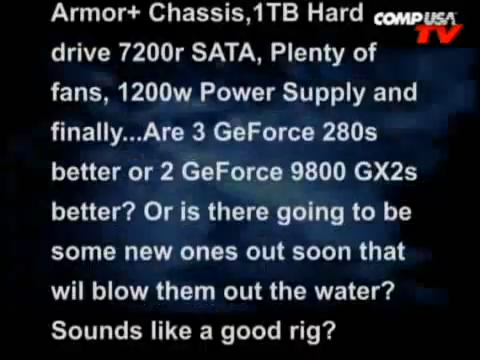 Armor+ Chassis,1TB Hard
COMPUSA
TV
drive 7200r SATA, Plenty of
fans, 1200w Power Supply and
finally...Are 3 GeForce 280s
better or 2 GeForce 9800 GX2s
better? Or is there going to be
some new ones out soon that
wil blow them out the water?
Sounds like a good rig?